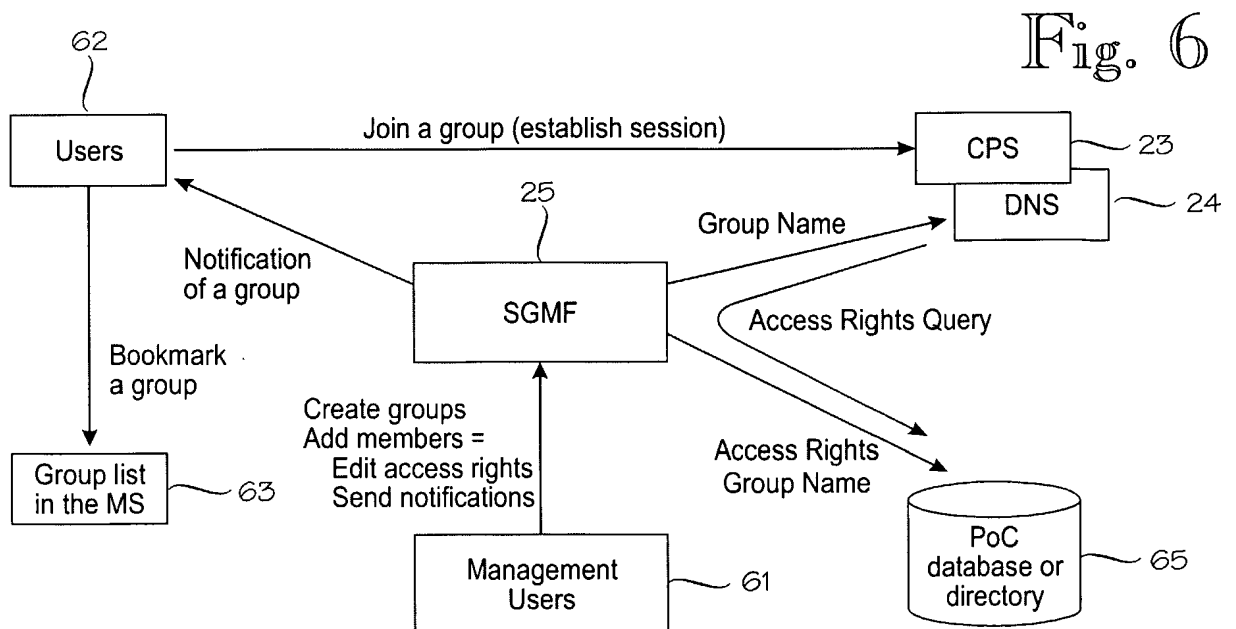 Fig. 6
62
Users
Join a group (establish session)
CPS
23
DNS
24
25
Group Name
Notification
of a group
SGMF
Access Rights Query
Bookmark
a group
Create groups
Add members =
Edit access rights
Send notifications
Access Rights
Group Name
Group list
in the MS
63
Management
Users
61
PoC
database or
directory
65